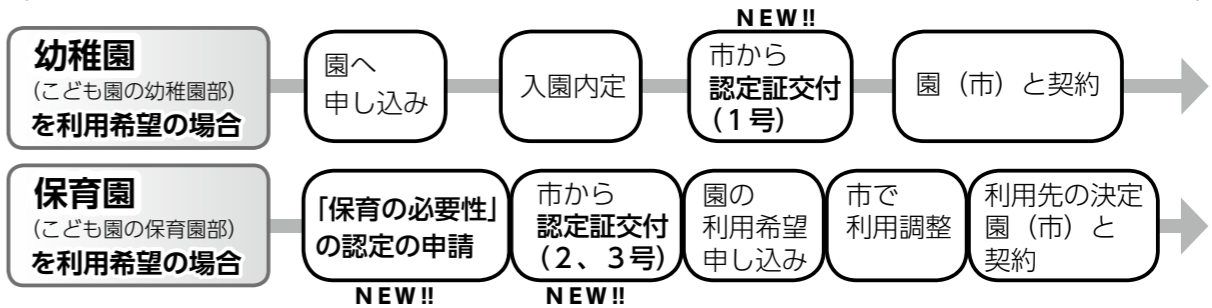 NEW!!
幼稚園
(こども園の幼稚園部)
を利用希望の場合
園へ
申し込み
入園内定
市から
認定証交付
(1号)
園(市)と契約
保育園
(こども園の保育園部)
を利用希望の場合
「保育の必要性」
の認定の申請
市から
認定証交付
(2、3号)
園の
利用希望
申し込み
市で
利用調整
利用先の決定
園(市)と
契約
NEW!!
NEW!!